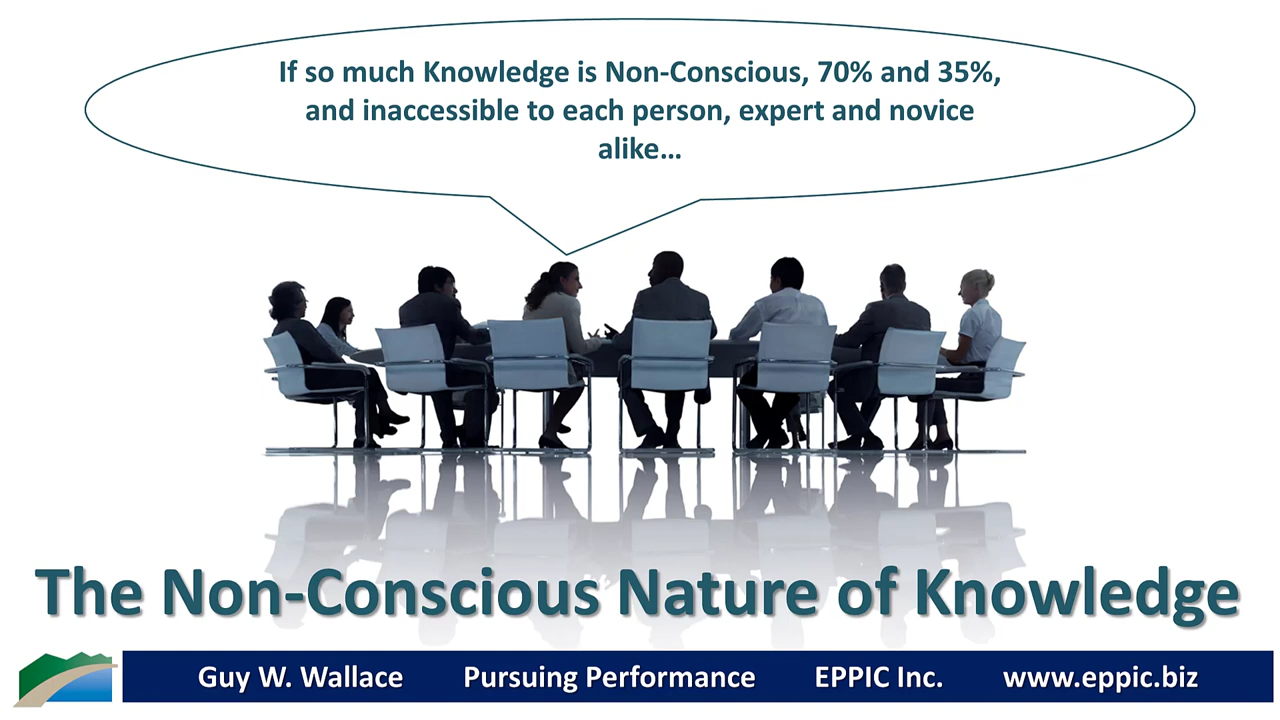 If so much Knowledge is Non-Conscious, 70% and 35%,
and inaccessible to each person, expert and novice
alike…
The Non-Conscious Nature of Knowledge
Guy W. Wallace Pursuing Performance EPPIC Inc. www.eppic.biz